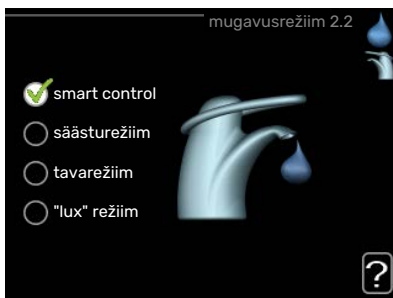 mugavusrežiim 2.2
smart control
säästurežiim
tavarežiim
"lux" režiim
?